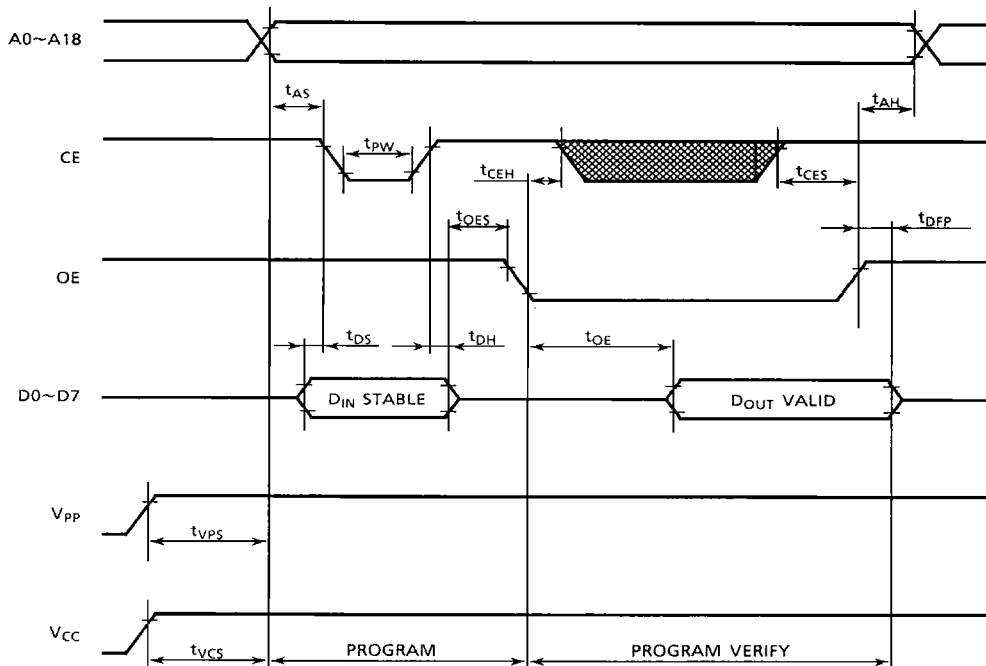 A0~A18
tAS
tAH
CE
tPW
tCEH
tCES
tOES
tDFP
OE
tDS
tDH
tOE
D0~D7
DIN STABLE
DOUT VALID
VPP
tVPS
VCC
tVCS
PROGRAM
PROGRAM VERIFY